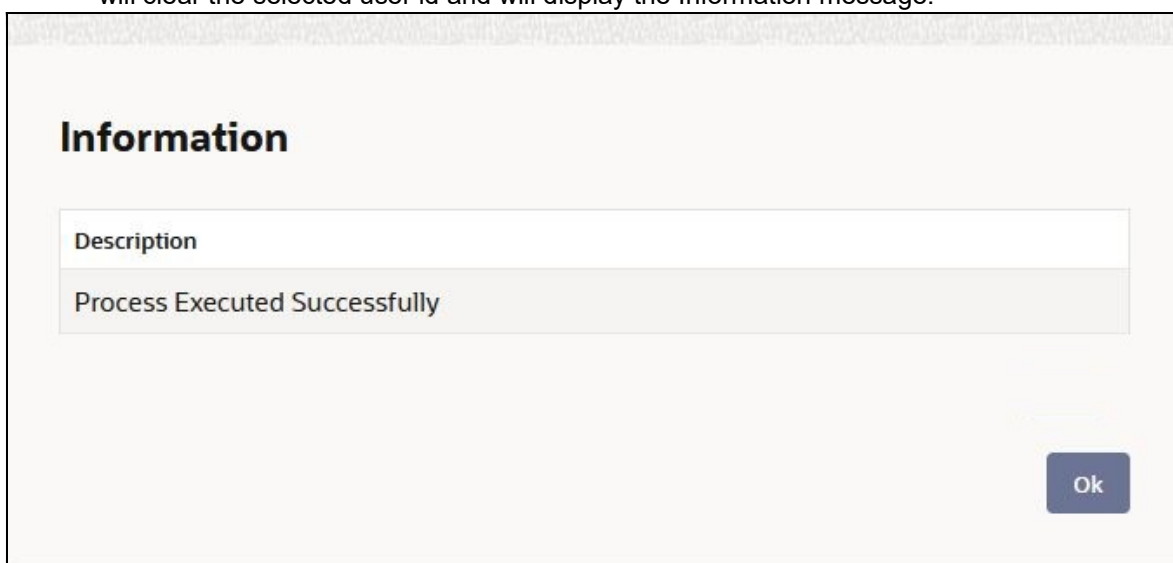 will clear the selected user id and will display the Information message.
Information
Description
Process Executed Successfully
Ok